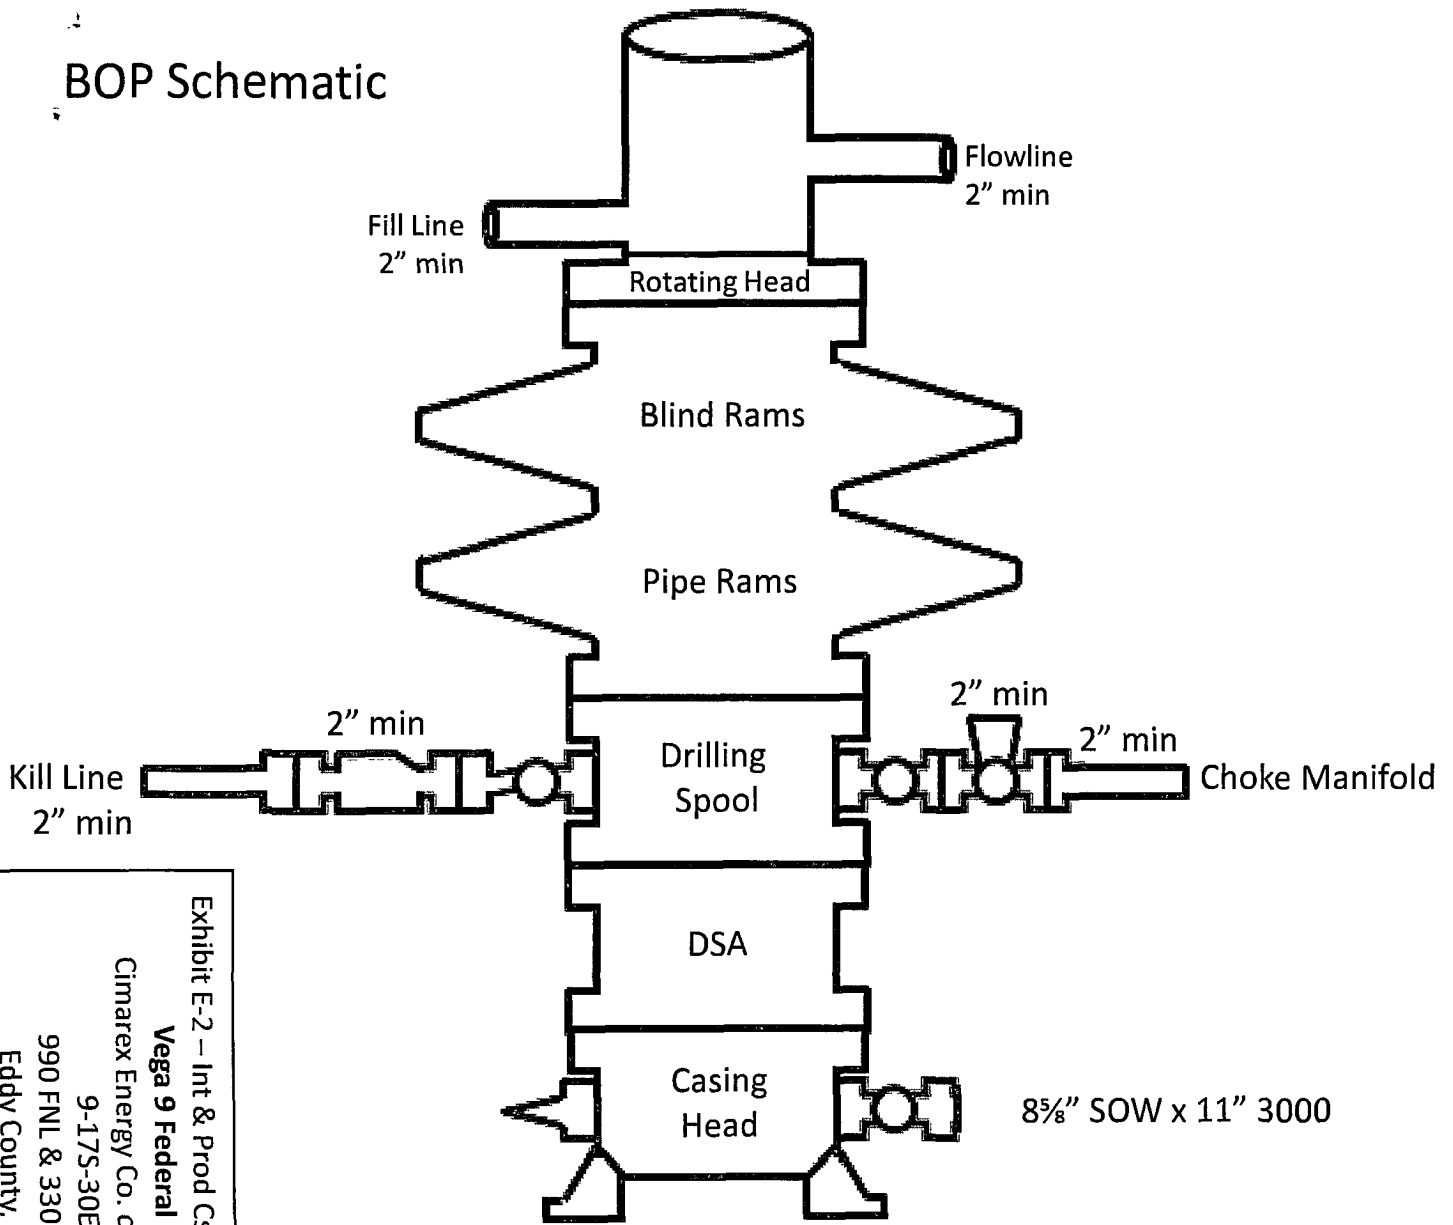 BOP Schematic
Flowline
2” min
Fill Line
2” min
Rotating Head
Blind Rams
Pipe Rams
2” min
2” min
2” min
Drilling
Spool
Kill Line
2” min
Choke Manifold
DSA
Casing
Head
8⅝” SOW x 11” 3000
Exhibit E-2 – Int & Prod
Vega 9 Federal
Cimarex Energy Co.
9-17S-30E
990 FNL & 330
Eddy County,